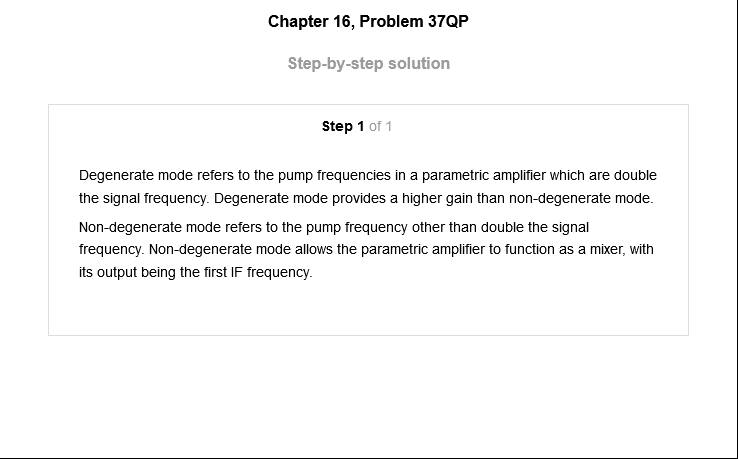 Chapter 16, Problem 37QP
Step-by-step solution
Step 1 of 1
Degenerate mode refers to the pump frequencies in a parametric amplifier which are double
the signal frequency. Degenerate mode provides a higher gain than non-degenerate mode.
Non-degenerate mode refers to the pump frequency other than double the signal
frequency. Non-degenerate mode allows the parametric amplifier to function as a mixer, with
its output being the first IF frequency.